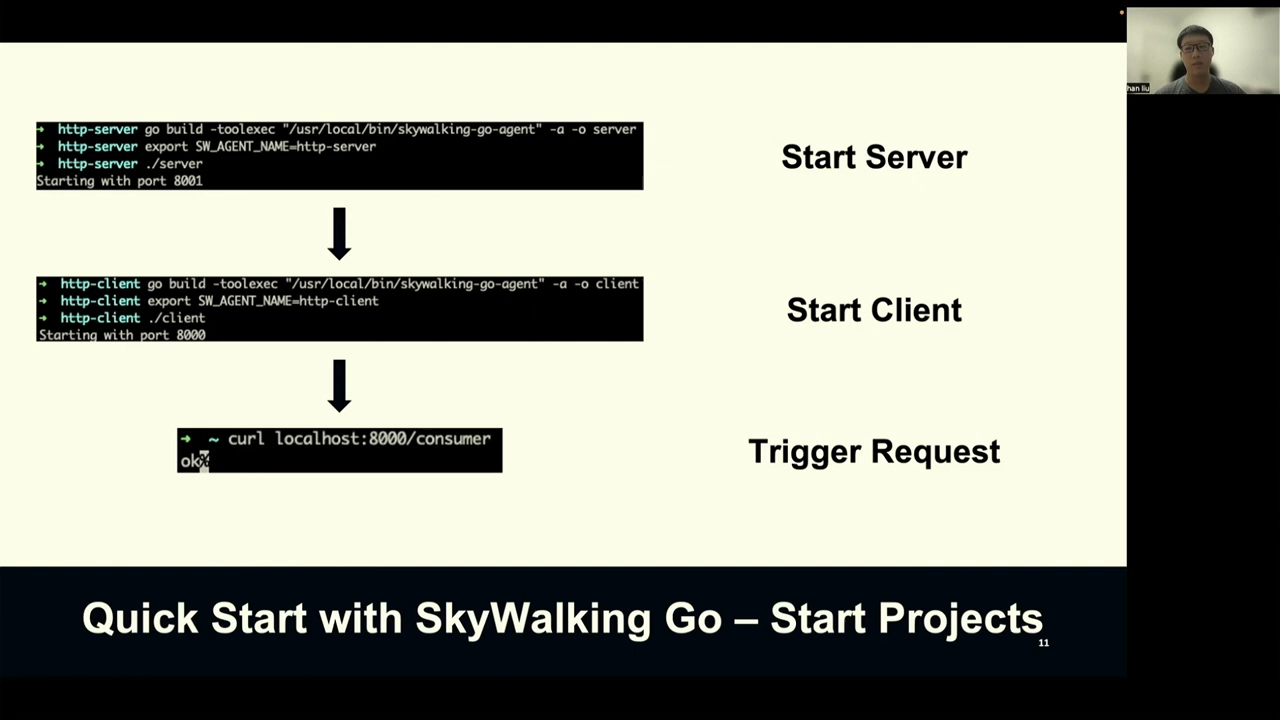 han liu
➜ http-server go build -toolexec "/usr/local/bin/skywalking-go-agent" -a -o server
➜ http-server export SW_AGENT_NAME=http-server
➜ http-server ./server
Starting with port 8001
Start Server
➜ http-client go build -toolexec "/usr/local/bin/skywalking-go-agent" -a -o client
➜ http-client export SW_AGENT_NAME=http-client
➜ http-client ./client
Starting with port 8000
Start Client
➜ ~ curl localhost:8000/consumer
ok%
Trigger Request
Quick Start with SkyWalking Go – Start Projects
11